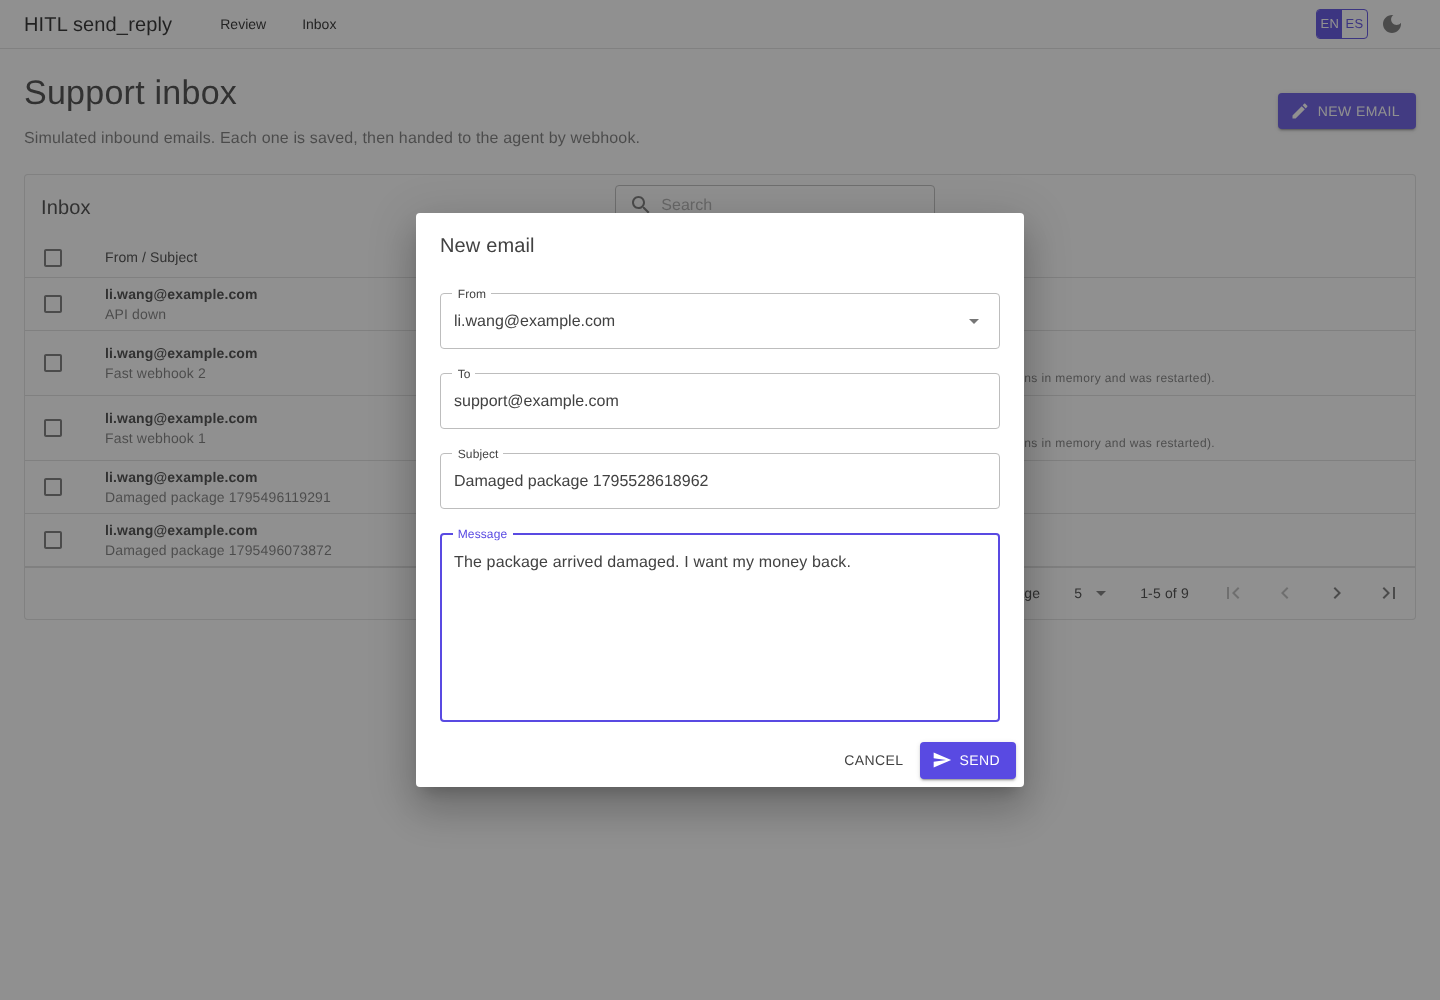 HITL send_reply
Review
Inbox
EN ES
Support inbox
NEW EMAIL
Simulated inbound emails. Each one is saved, then handed to the agent by webhook.
Inbox
Search
From / Subject
li.wang@example.com
API down
li.wang@example.com
Fast webhook 2
ns in memory and was restarted).
li.wang@example.com
Fast webhook 1
ns in memory and was restarted).
li.wang@example.com
Damaged package 1795496119291
li.wang@example.com
Damaged package 1795496073872
ge
5
1-5 of 9
New email
From
li.wang@example.com
To
support@example.com
Subject
Damaged package 1795528618962
Message
The package arrived damaged. I want my money back.
CANCEL
SEND